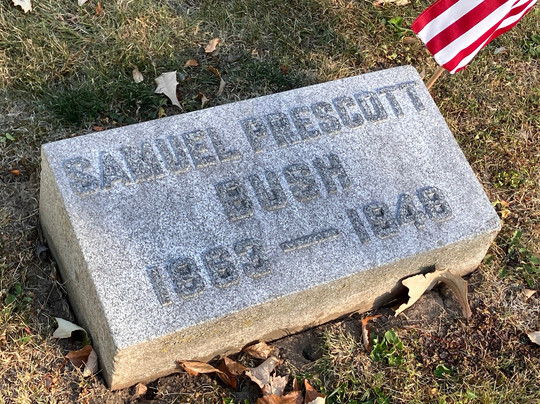 SAMUEL PRESCOTT
BUSH
1863 — 1948